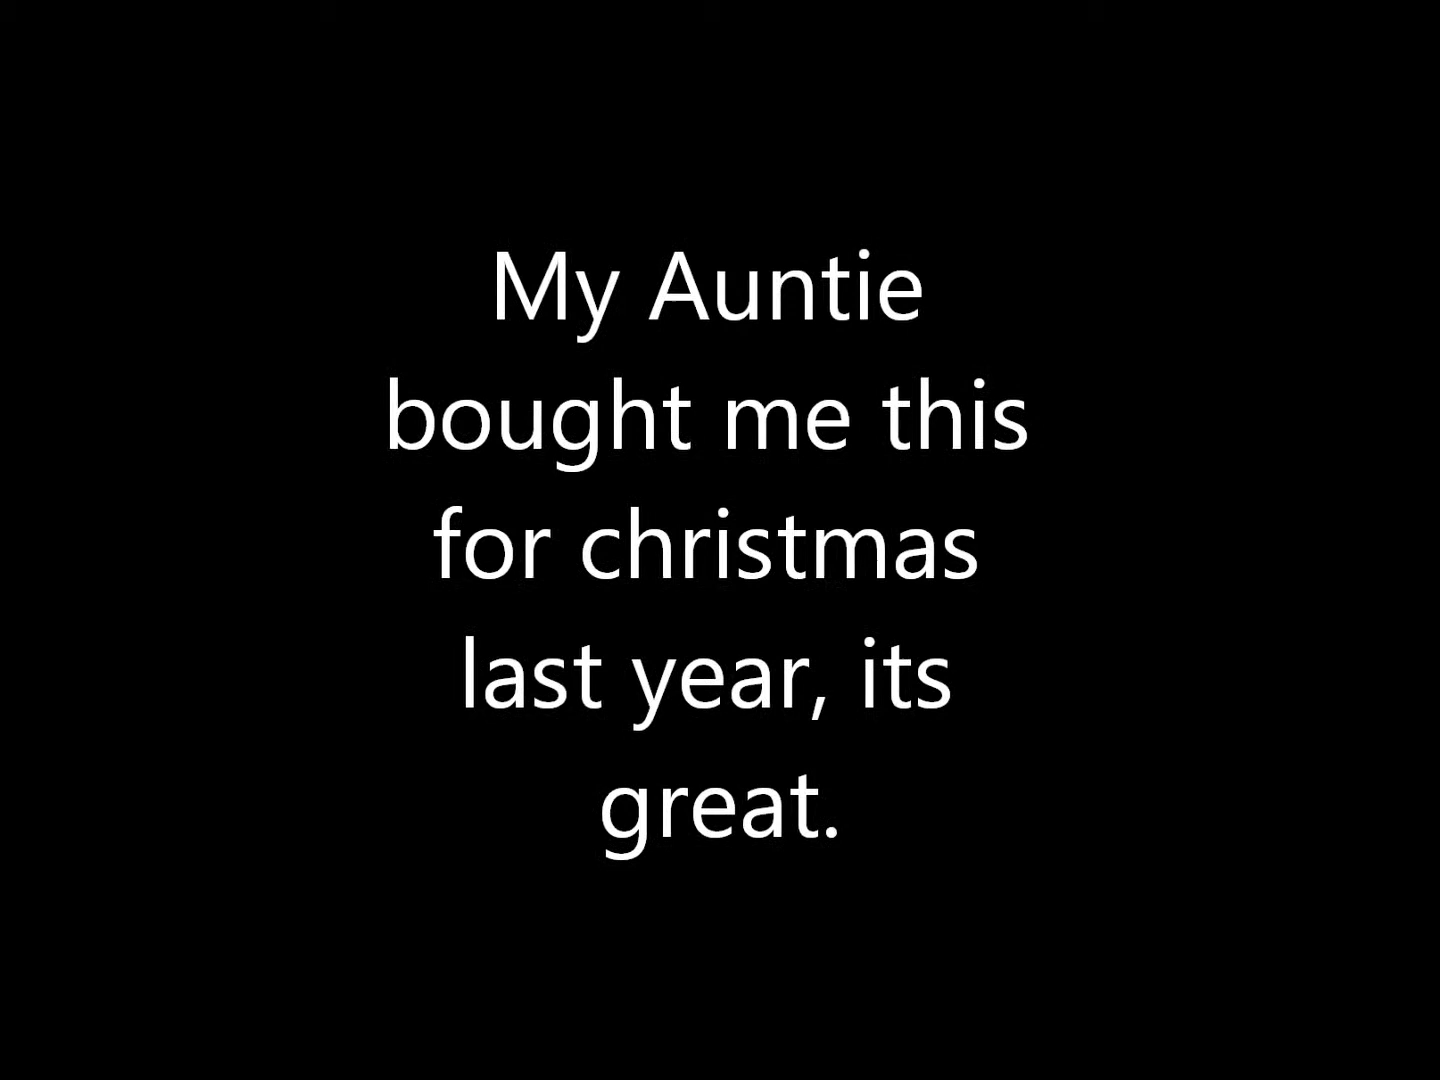 My Auntie
bought me this
for christmas
last year, its
great.